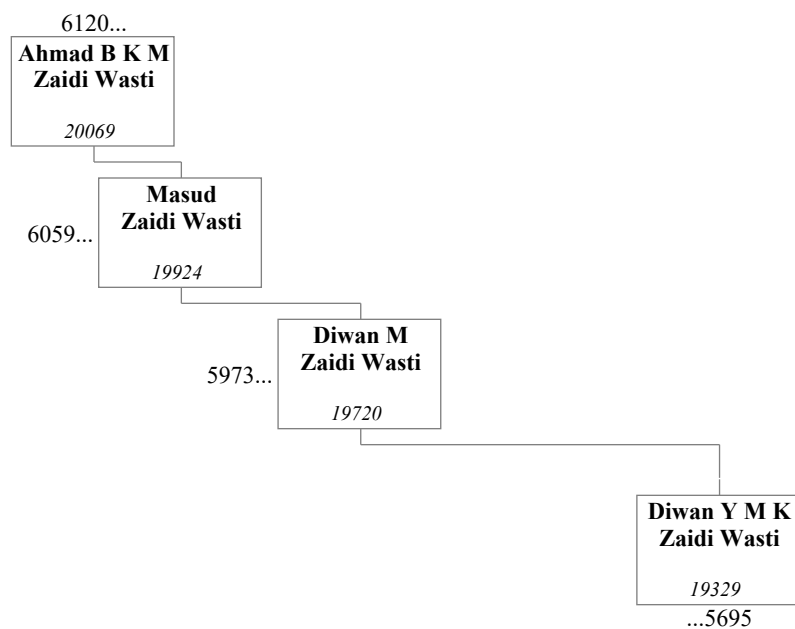 6120...
Ahmad B K M
Zaidi Wasti
20069
Masud
Zaidi Wasti
6059...
19924
Diwan M
Zaidi Wasti
5973...
19720
Diwan Y M K
Zaidi Wasti
19329
...5695